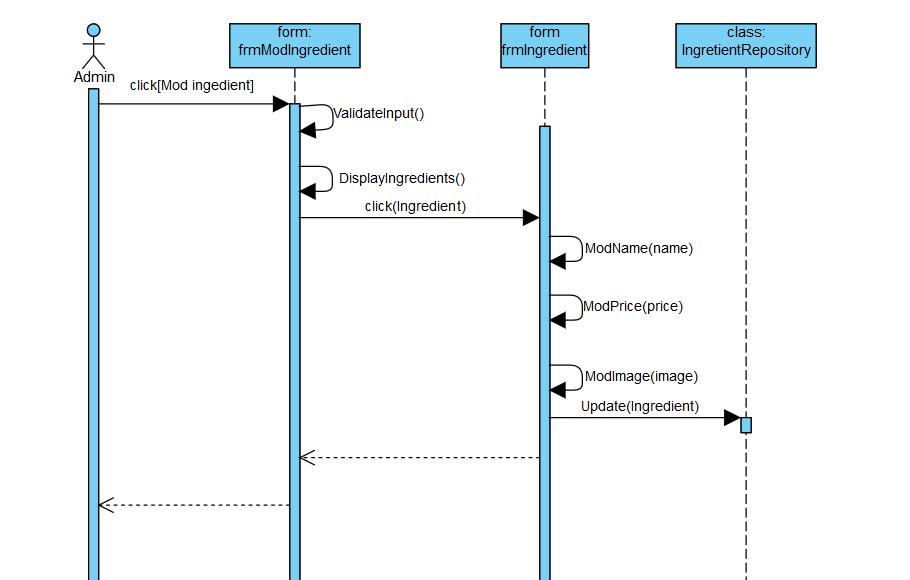 form:
frmModIngredient
form
frmIngredient
class:
IngretientRepository
Admin
click[Mod ingedient]
ValidateInput()
DisplayIngredients()
click(Ingredient)
ModName(name)
ModPrice(price)
ModImage(image)
Update(Ingredient)